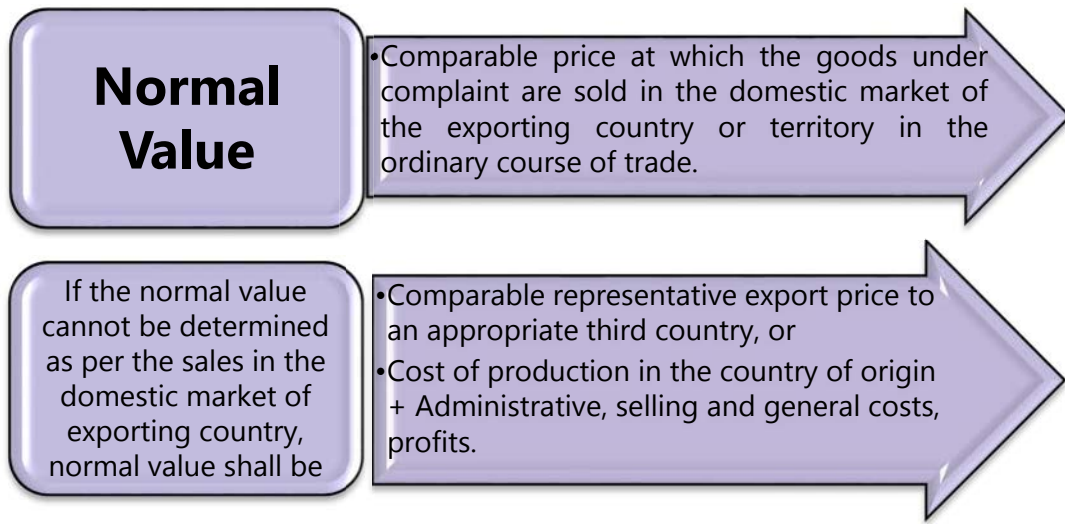 Normal
Value
•Comparable price at which the goods under
complaint are sold in the domestic market of
the exporting country or territory in the
ordinary course of trade.
If the normal value
cannot be determined
as per the sales in the
domestic market of
exporting country,
normal value shall be
•Comparable representative export price to
an appropriate third country, or
•Cost of production in the country of origin
+ Administrative, selling and general costs,
profits.